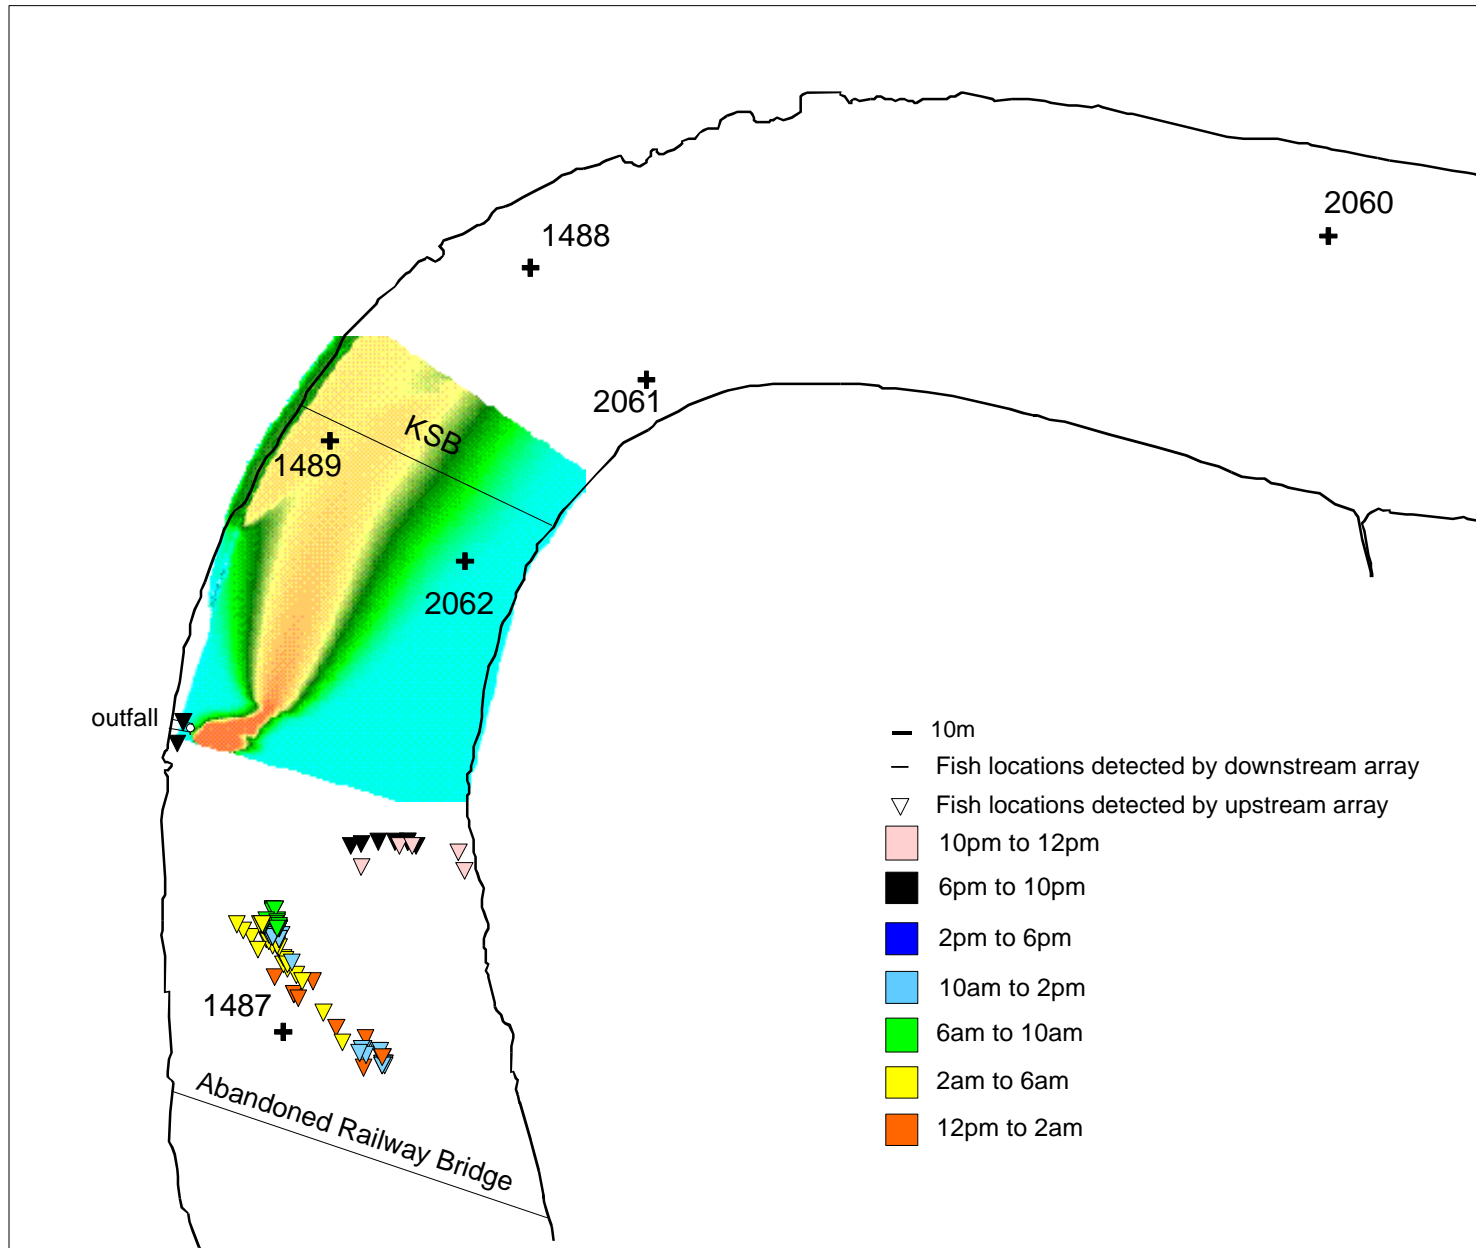 2060
1488
2061
KSB
1489
2062
outfall
10m
Fish locations detected by downstream array
Fish locations detected by upstream array
10pm to 12pm
6pm to 10pm
2pm to 6pm
10am to 2pm
6am to 10am
2am to 6am
12pm to 2am
1487
Abandoned Railway Bridge